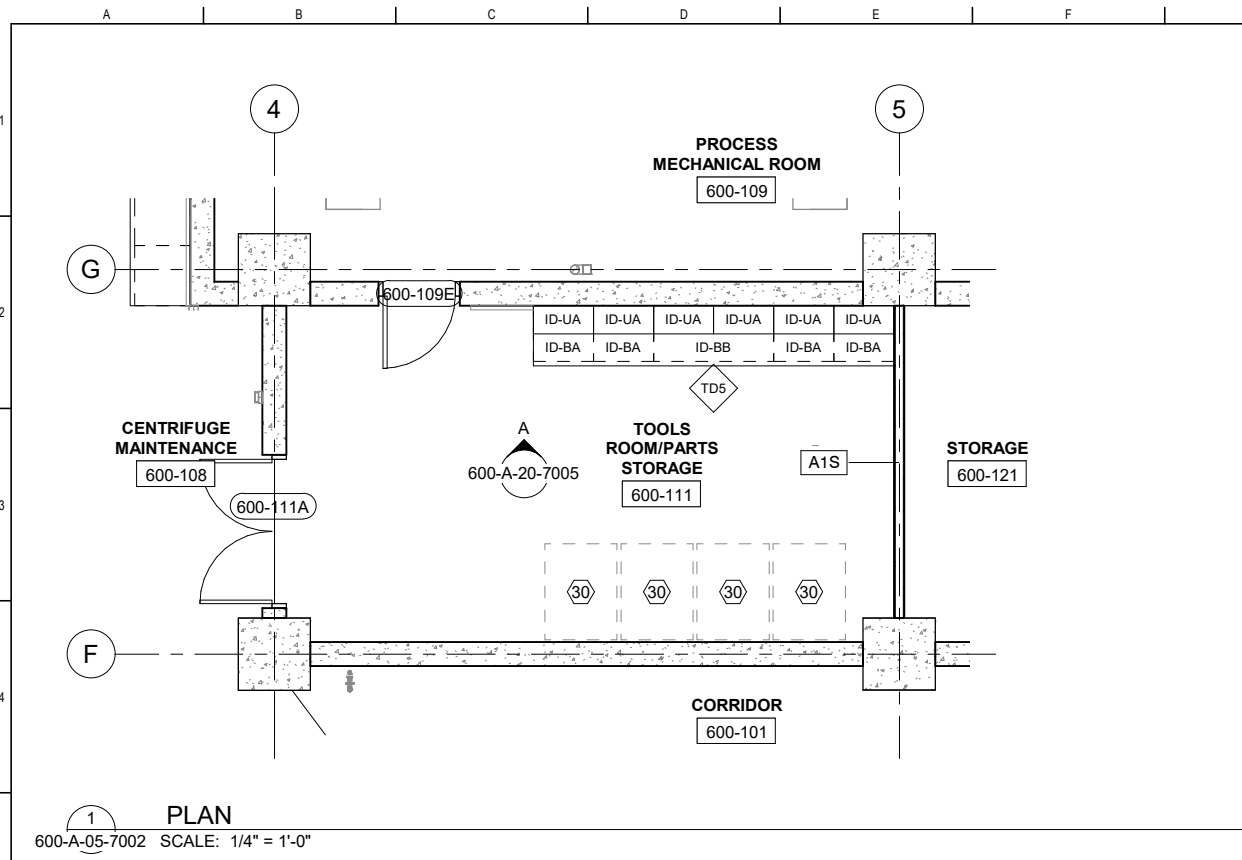 A B C D E F
4 5
1
PROCESS
MECHANICAL ROOM
600-109
G
600-109E
2
ID-UA ID-UA ID-UA ID-UA ID-UA ID-UA
ID-BA ID-BA ID-BB ID-BA ID-BA
TD5
CENTRIFUGE
MAINTENANCE
600-108
A
600-A-20-7005
TOOLS
ROOM/PARTS
STORAGE
600-111
A1S
STORAGE
600-121
3
600-111A
30 30 30 30
F
4
CORRIDOR
600-101
1 PLAN
600-A-05-7002 SCALE: 1/4" = 1'-0"